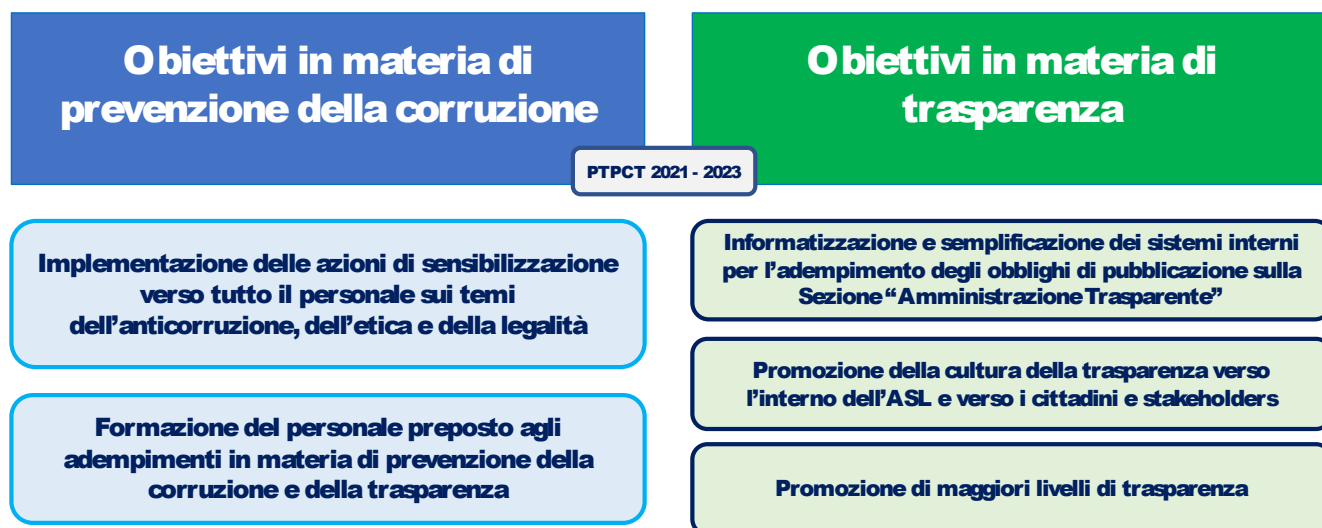 Obiettivi in materia di
prevenzione della corruzione
Obiettivi in materia di
trasparenza
PTPCT 2021 - 2023
Implementazione delle azioni di sensibilizzazione
verso tutto il personale sui temi
dell’anticorruzione, dell’etica e della legalità
Formazione del personale preposto agli
adempimenti in materia di prevenzione della
corruzione e della trasparenza
Informatizzazione e semplificazione dei sistemi interni
per l’adempimento degli obblighi di pubblicazione sulla
Sezione “Amministrazione Trasparente”
Promozione della cultura della trasparenza verso
l’interno dell’ASL e verso i cittadini e stakeholders
Promozione di maggiori livelli di trasparenza